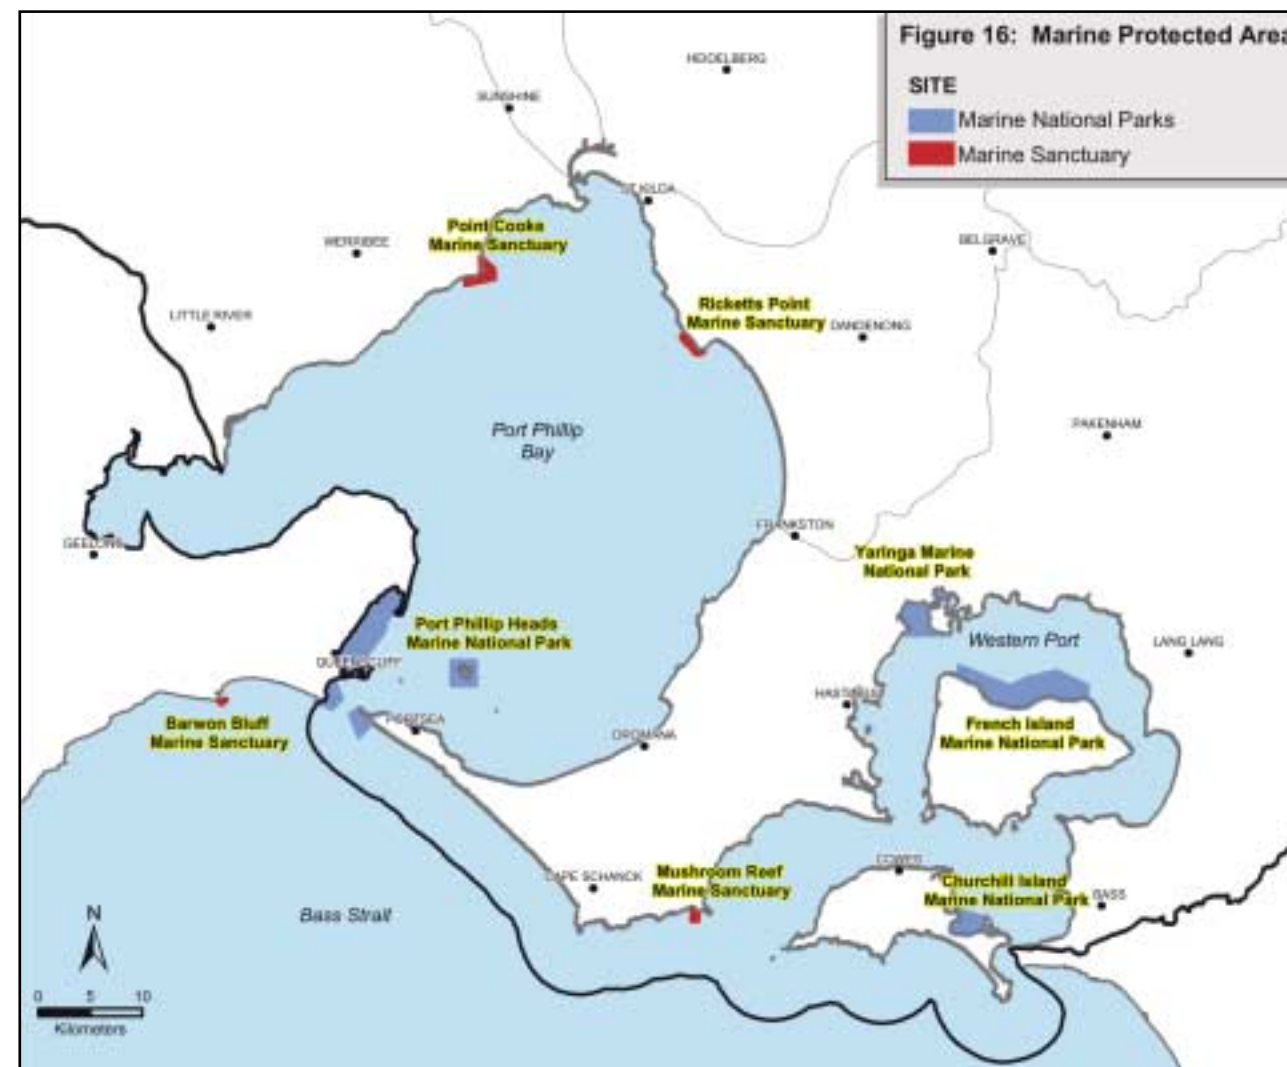 Figure 16: Marine Protected Area
SITE
Marine National Parks
Marine Sanctuary
HEIDELBERG
SUNSHINE
ST KILDA
Point Cooke
Marine Sanctuary
WERRIBEE
BELGRAVE
LITTLE RIVER
Ricketts Point
Marine Sanctuary
DANDENONG
Port Phillip
Bay
PAKENHAM
GEELONG
FRANKSTON
Yaringa Marine
National Park
Port Phillip Heads
Marine National Park
Western Port
LANG LANG
QUEENSCLIFF
HASTINGS
Barwon Bluff
Marine Sanctuary
PORTSEA
DROMANA
French Island
Marine National Park
COWES
CAPE SCHANCK
Mushroom Reef
Marine Sanctuary
Churchill Island
Marine National Park
BASS
Bass Strait
N
0 5 10
Kilometers